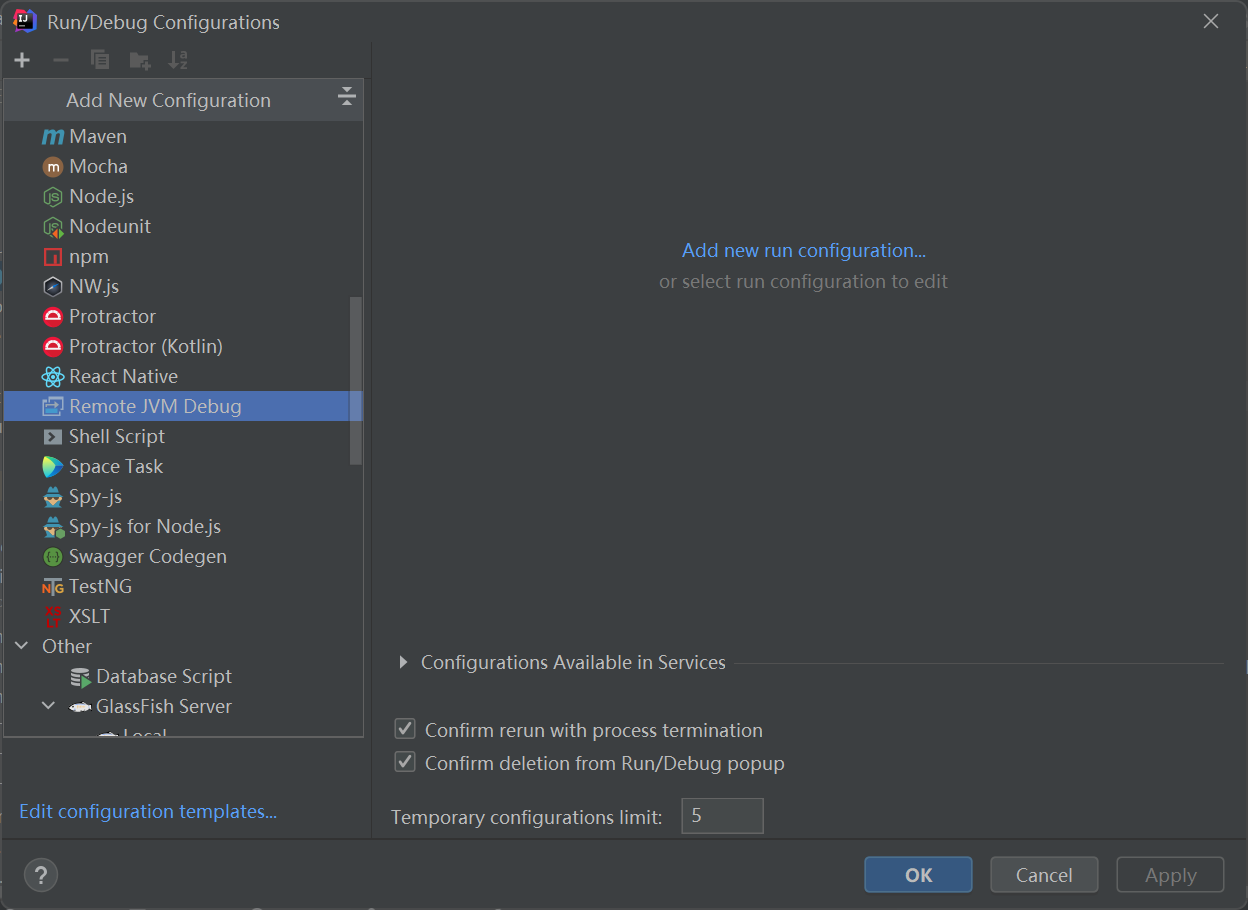 Run/Debug Configurations
Add New Configuration
Maven
Mocha
Node.js
Nodeunit
npm
NW.js
Protractor
Protractor (Kotlin)
React Native
Remote JVM Debug
Shell Script
Space Task
Spy-js
Spy-js for Node.js
Swagger Codegen
TestNG
XSLT
Other
Database Script
GlassFish Server
Local
Edit configuration templates...
Add new run configuration...
or select run configuration to edit
Configurations Available in Services
Confirm rerun with process termination
Confirm deletion from Run/Debug popup
Temporary configurations limit: 5
? OK Cancel Apply